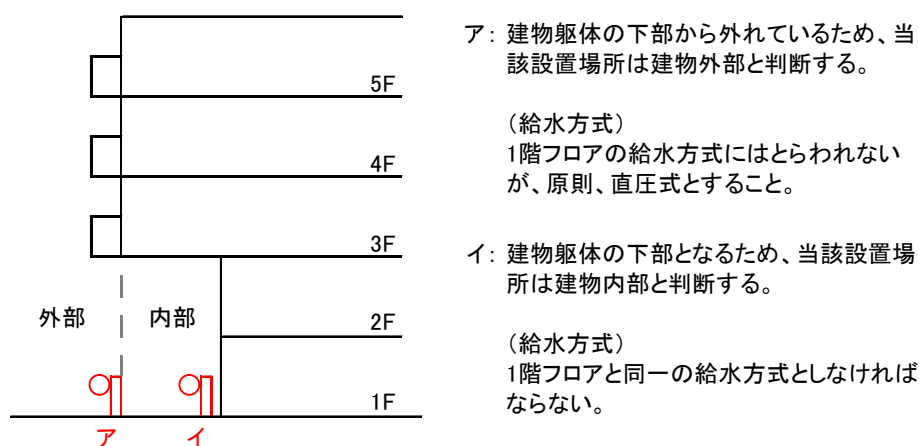 5F
4F
3F
2F
1F
外部
内部
ア
イ
ア: 建物躯体の下部から外れているため、当
該設置場所は建物外部と判断する。
(給水方式)
1階フロアの給水方式にはとらわれない
が、原則、直圧式とすること。
イ: 建物躯体の下部となるため、当該設置場
所は建物内部と判断する。
(給水方式)
1階フロアと同一の給水方式としなければ
ならない。